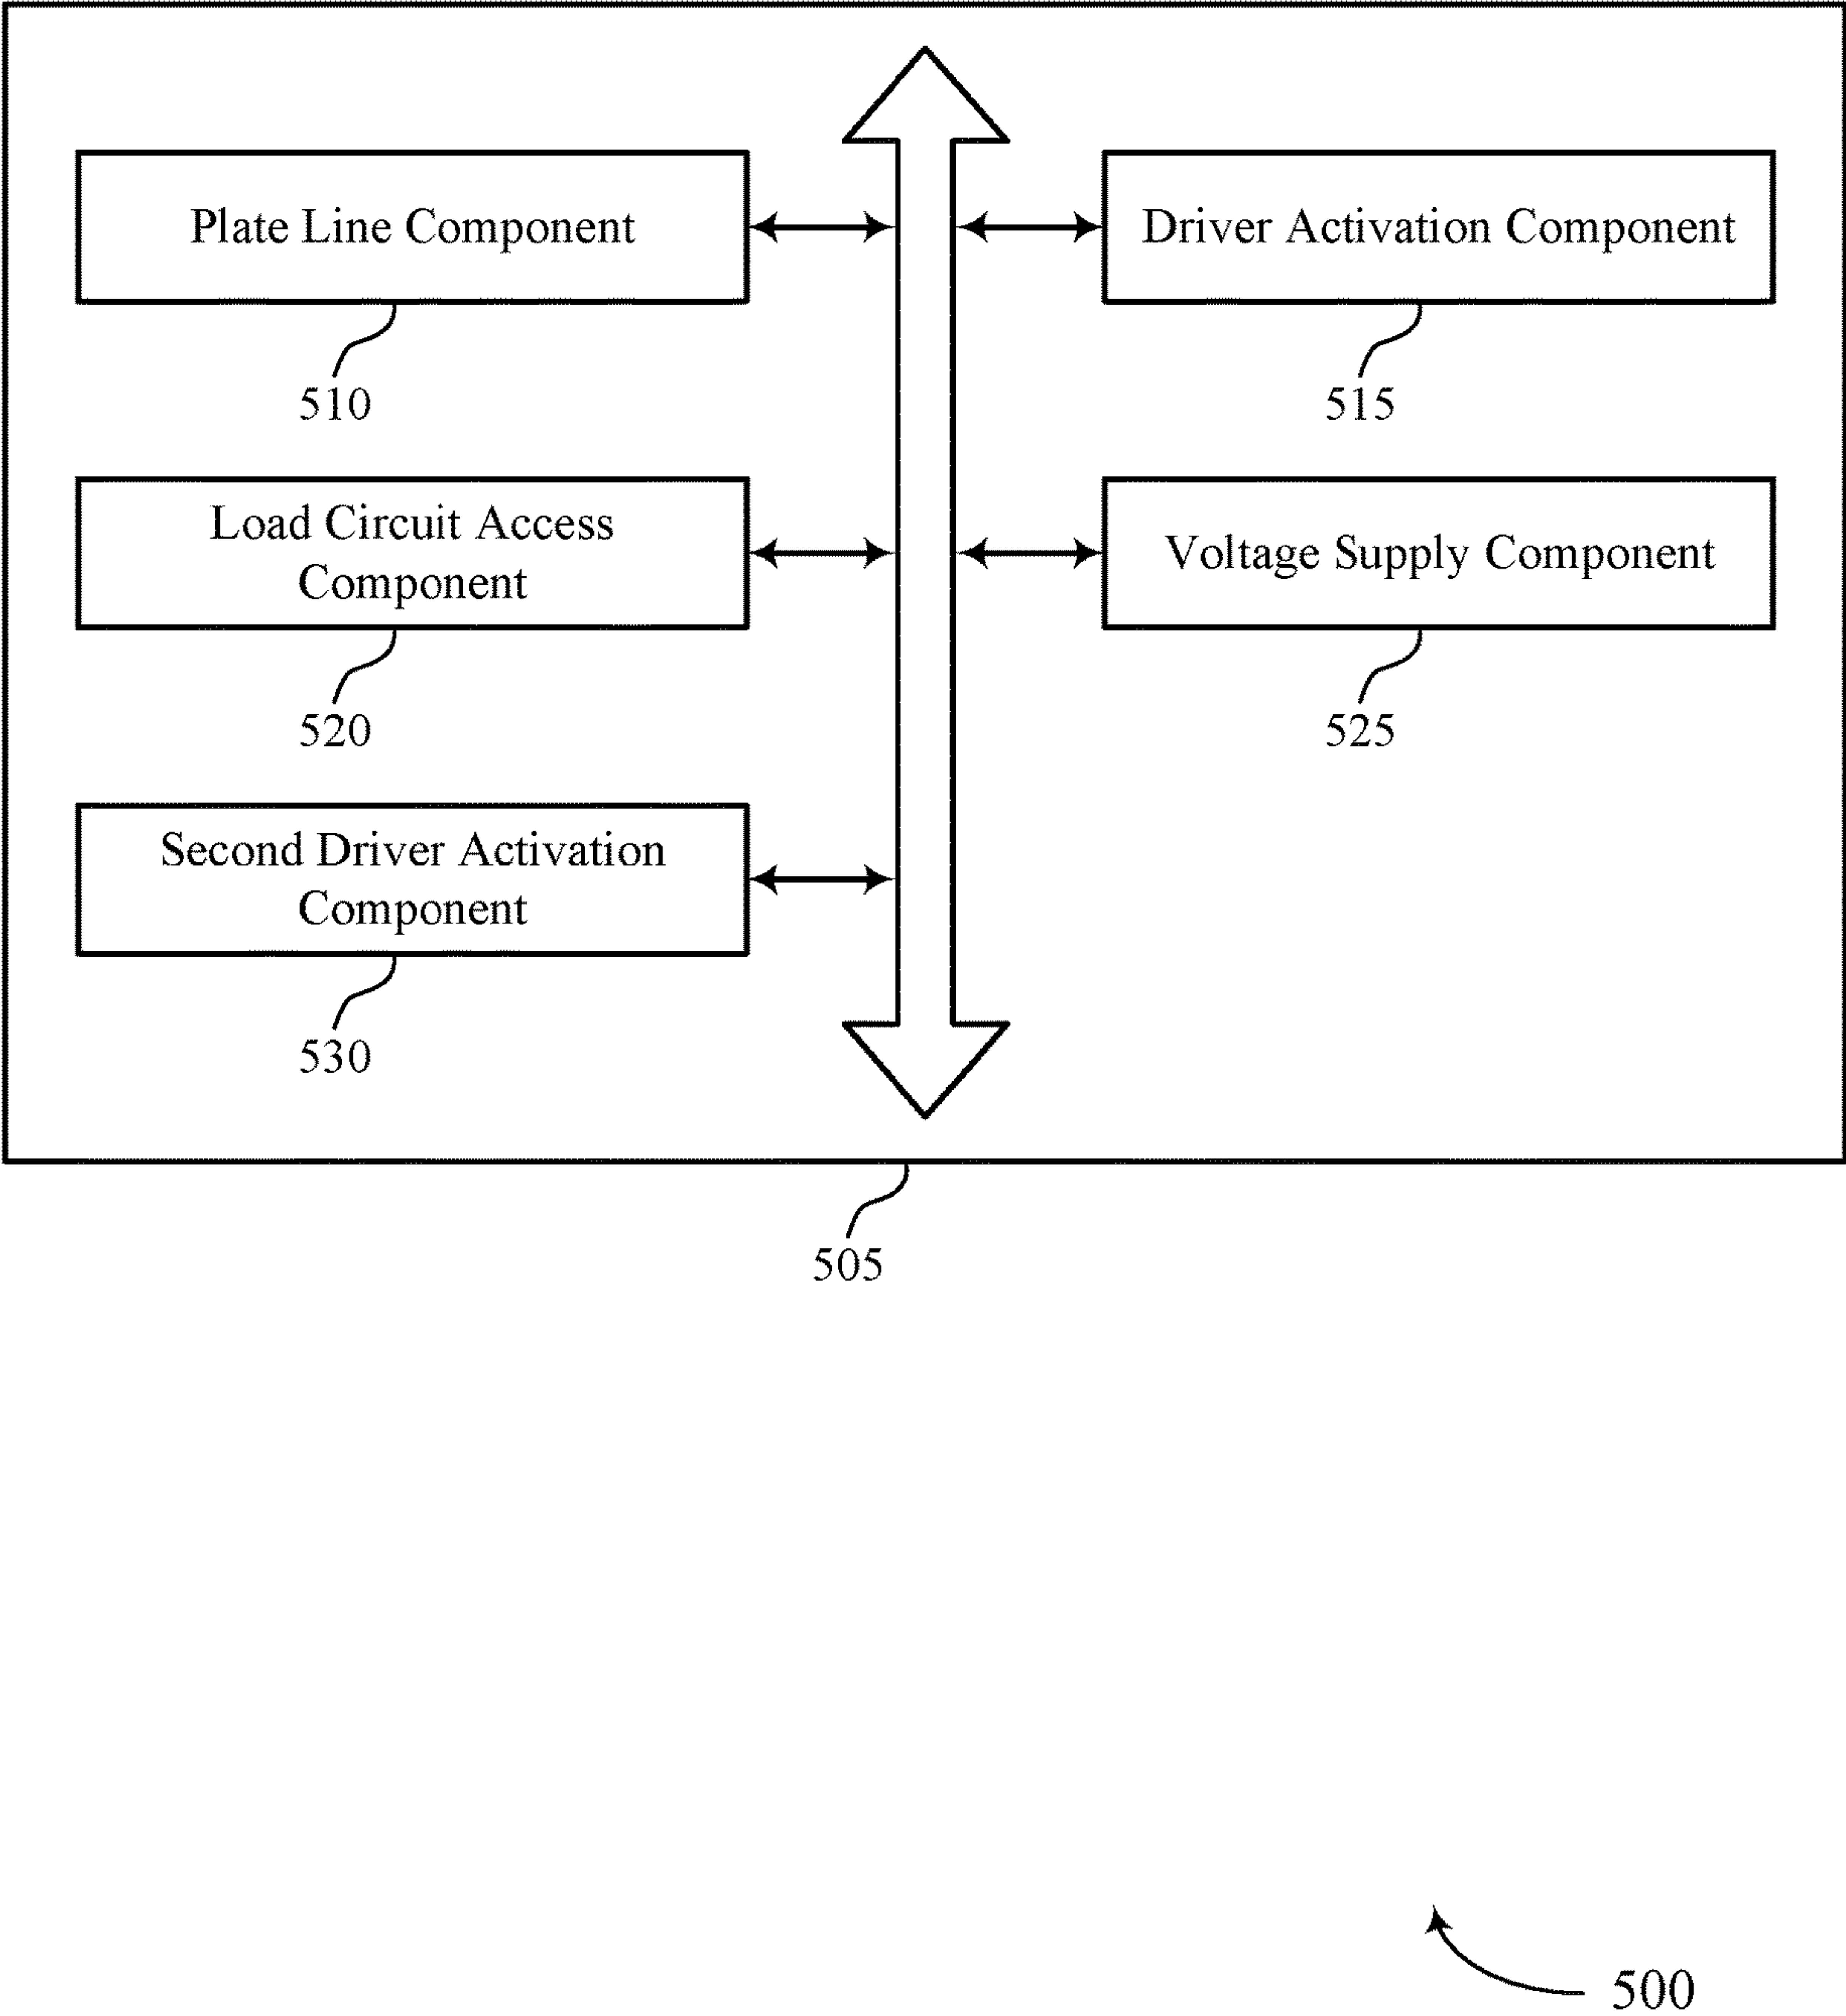 Plate Line Component
510
Driver Activation Component
515
Load Circuit Access
Component
520
Voltage Supply Component
525
Second Driver Activation
Component
530
505
500